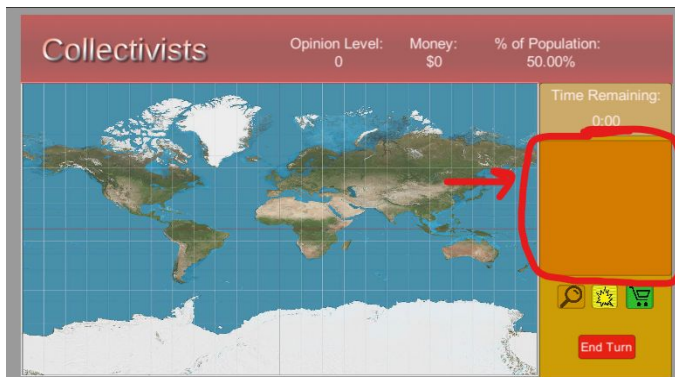 Collectivists
Opinion Level:
0
Money:
$0
% of Population:
50.00%
Time Remaining:
0:00
End Turn